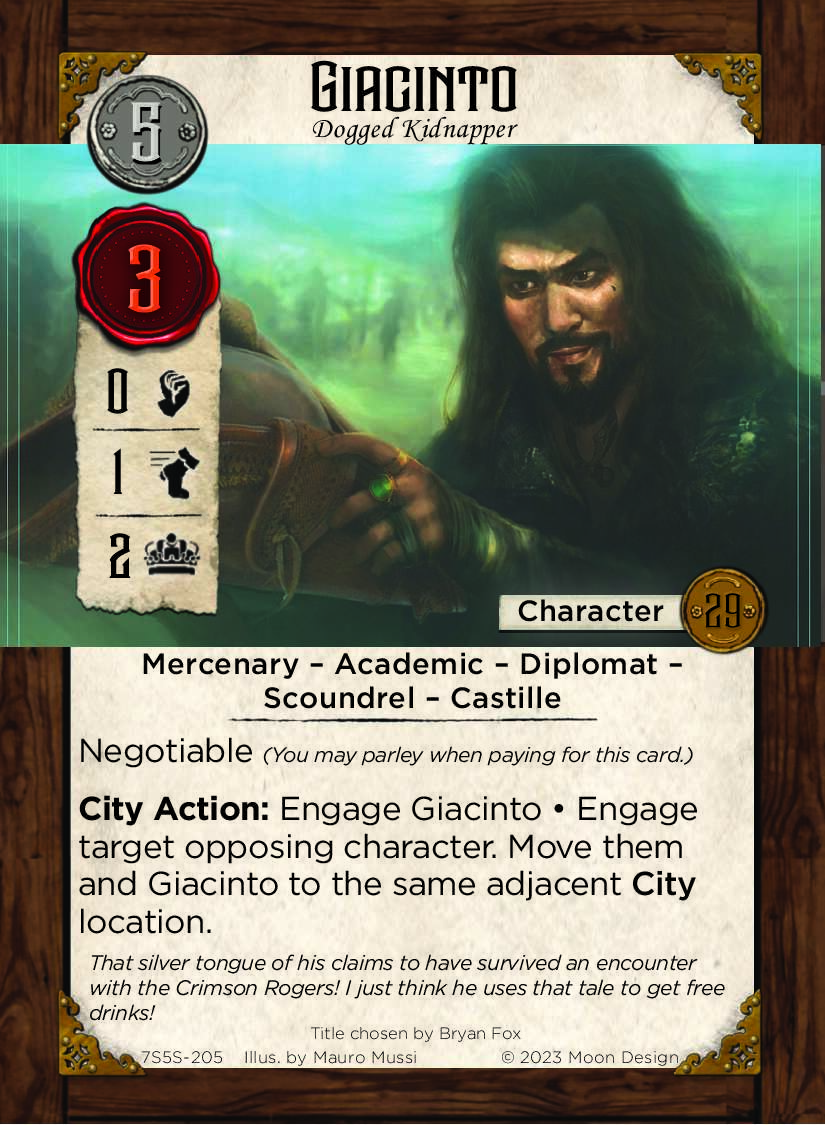 Giacinto
Dogged Kidnapper
5
3
0
1
2
Character
29
Mercenary – Academic – Diplomat –
Scoundrel – Castille
Negotiable (You may parley when paying for this card.)
City Action: Engage Giacinto • Engage
target opposing character. Move them
and Giacinto to the same adjacent City
location.
That silver tongue of his claims to have survived an encounter
with the Crimson Rogers! I just think he uses that tale to get free
drinks!
Title chosen by Bryan Fox
7S5S-205 Illus. by Mauro Mussi © 2023 Moon Design